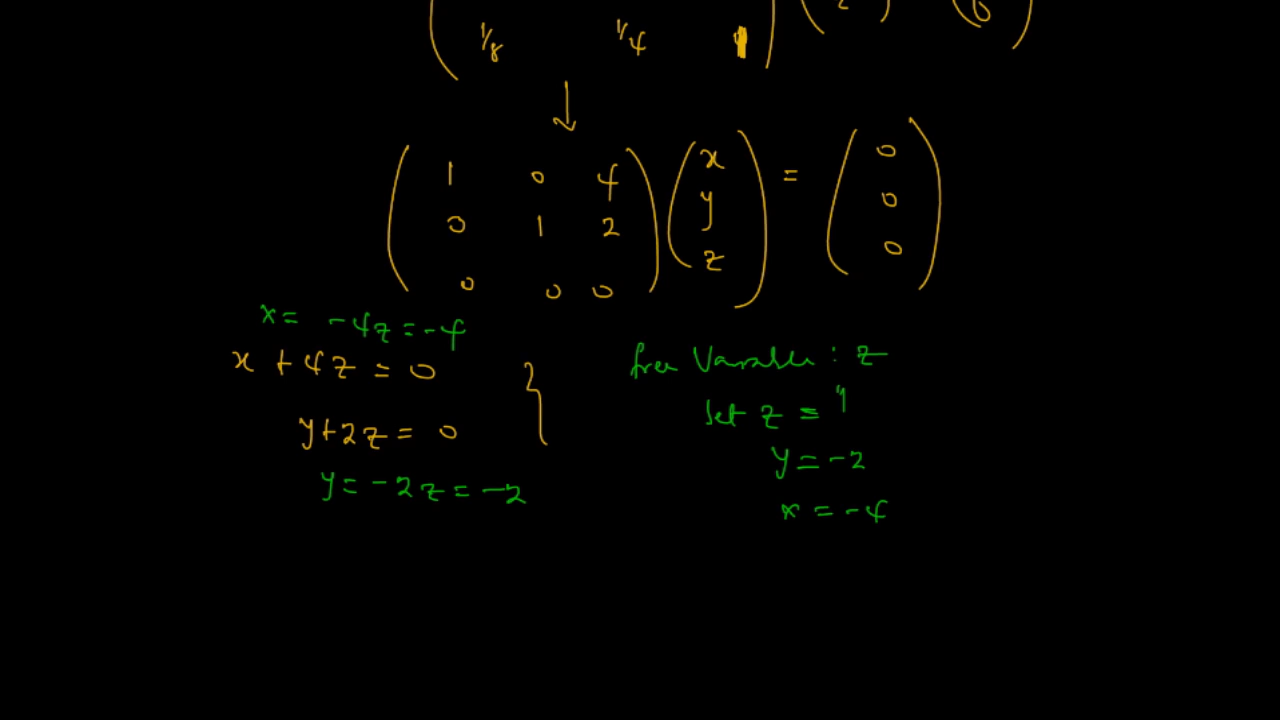 1/8 1/4 1
↓
1 0 4 x = 0
0 1 2 y 0
0 0 0 z 0
x = -4z = -4
x + 4z = 0
free Variable : z
set z = 1
y+2z = 0
y = -2
y = -2z = -2
x = -4